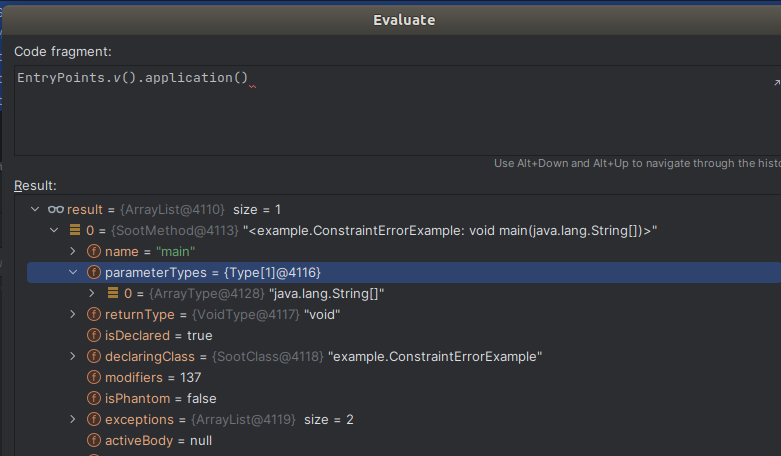 Evaluate
Code fragment:
EntryPoints.v().application()
Use Alt+Down and Alt+Up to navigate through the histo
Result:
result = {ArrayList@4110} size = 1
0 = {SootMethod@4113} "<example.ConstraintErrorExample: void main(java.lang.String[])>"
name = "main"
parameterTypes = {Type[1]@4116}
0 = {ArrayType@4128} "java.lang.String[]"
returnType = {VoidType@4117} "void"
isDeclared = true
declaringClass = {SootClass@4118} "example.ConstraintErrorExample"
modifiers = 137
isPhantom = false
exceptions = {ArrayList@4119} size = 2
activeBody = null